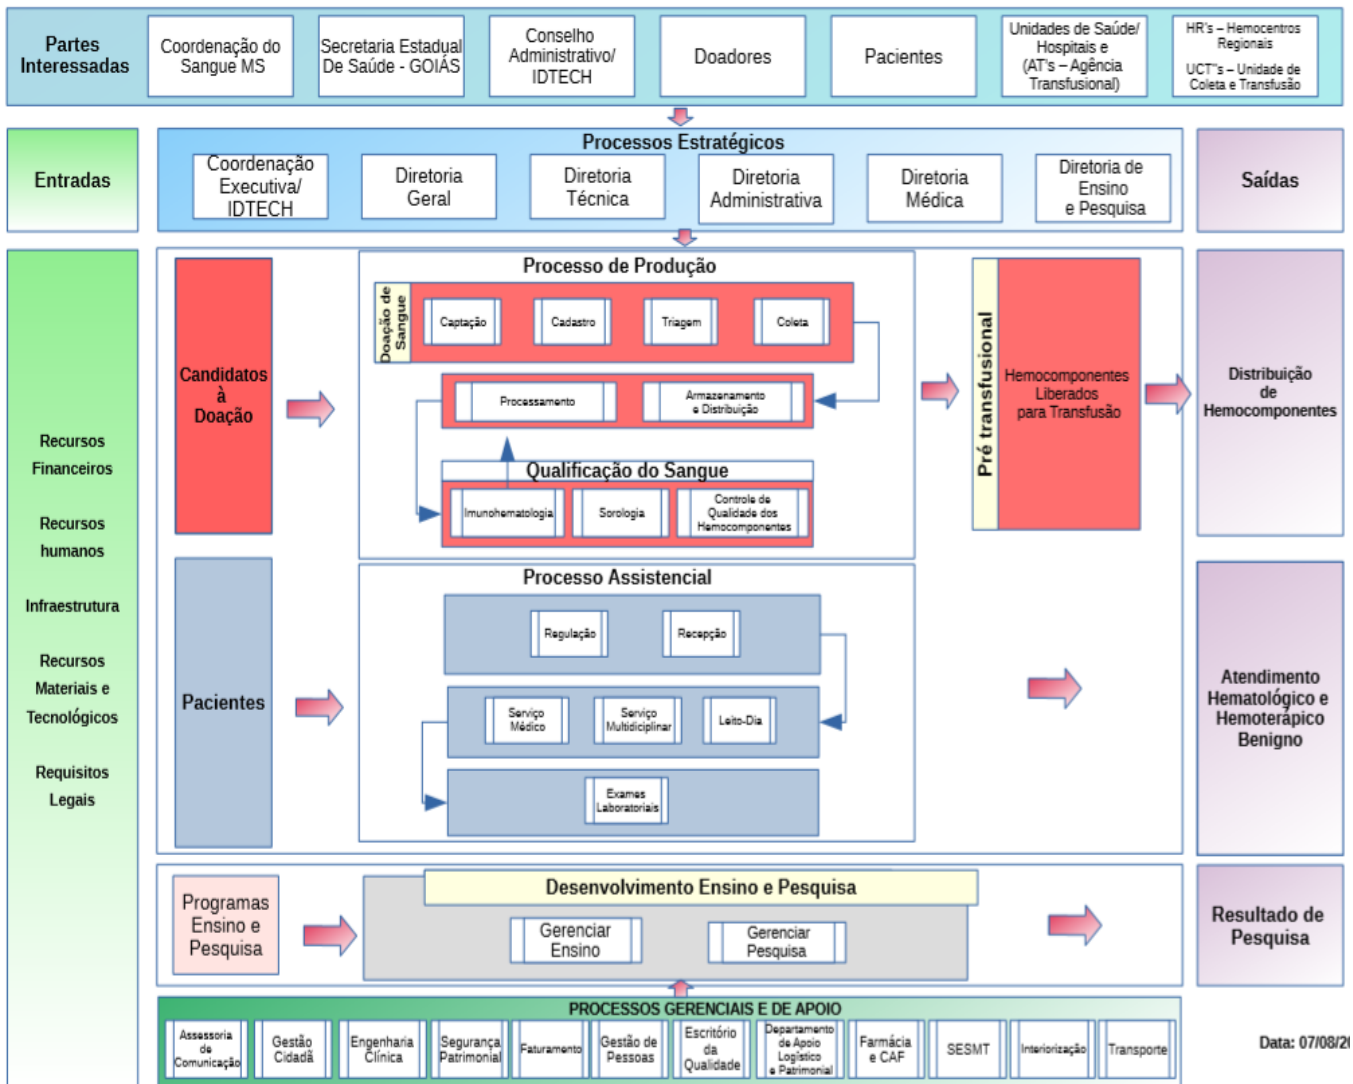 Partes
Interessadas
Coordenação do
Sangue MS
Secretaria Estadual
De Saúde - GOIÁS
Conselho
Administrativo/
IDTECH
Doadores
Pacientes
Unidades de Saúde/
Hospitais e
(AT's – Agência
Transfusional)
HR's – Hemocentros
Regionais
UCT"s – Unidade de
Coleta e Transfusão
Entradas
Processos Estratégicos
Coordenação
Executiva/
IDTECH
Diretoria
Geral
Diretoria
Técnica
Diretoria
Administrativa
Diretoria
Médica
Diretoria de
Ensino
e Pesquisa
Saídas
Recursos
Financeiros
Recursos
humanos
Infraestrutura
Recursos
Materiais e
Tecnológicos
Requisitos
Legais
Candidatos
à
Doação
Processo de Produção
Doação de
Sangue
Captação
Cadastro
Triagem
Coleta
Processamento
Armazenamento
e Distribuição
Qualificação do Sangue
Imunohematologia
Sorologia
Controle de
Qualidade dos
Hemocomponentes
Pré transfusional
Hemocomponentes
Liberados
para Transfusão
Distribuição
de
Hemocomponentes
Pacientes
Processo Assistencial
Regulação
Recepção
Serviço
Médico
Serviço
Multidiciplinar
Leito-Dia
Exames
Laboratoriais
Atendimento
Hematológico e
Hemoterápico
Benigno
Programas
Ensino e
Pesquisa
Desenvolvimento Ensino e Pesquisa
Gerenciar
Ensino
Gerenciar
Pesquisa
Resultado de
Pesquisa
PROCESSOS GERENCIAIS E DE APOIO
Assessoria
de
Comunicação
Gestão
Cidadã
Engenharia
Clínica
Segurança
Patrimonial
Faturamento
Gestão de
Pessoas
Escritório
da
Qualidade
Departamento
de Apoio
Logístico
e Patrimonial
Farmácia
e CAF
SESMT
Interiorização
Transporte
Data: 07/08/20